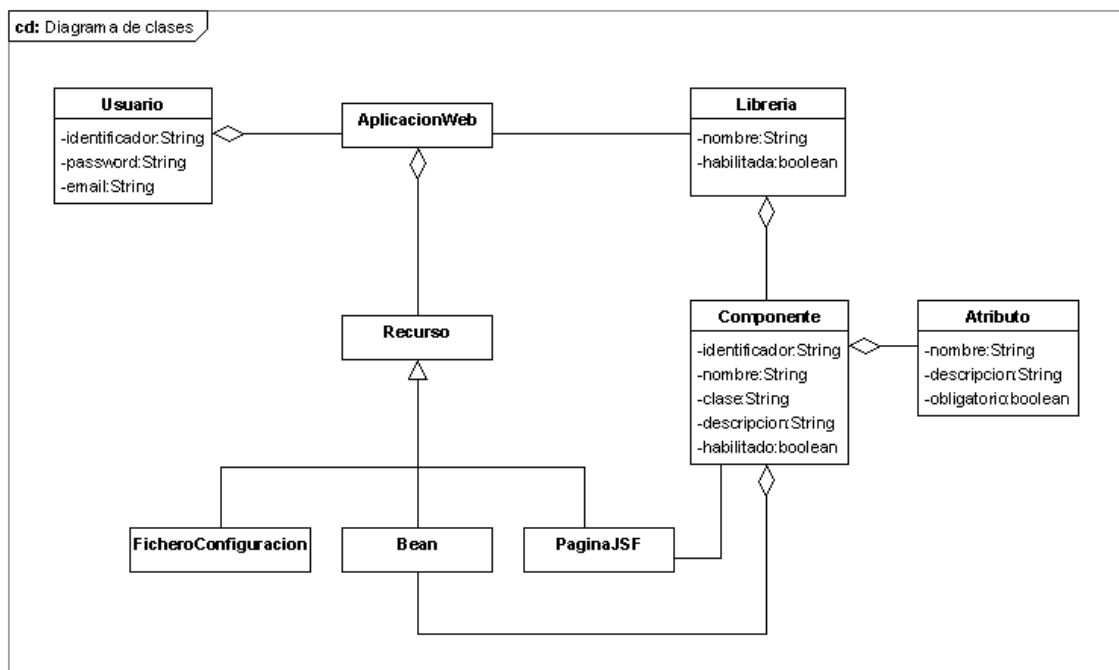 cd: Diagrama de clases
Usuario
-identificador:String
-password:String
-email:String
AplicacionWeb
Libreria
-nombre:String
-habilitada:boolean
Recurso
Componente
-identificador:String
-nombre:String
-clase:String
-descripcion:String
-habilitado:boolean
Atributo
-nombre:String
-descripcion:String
-obligatorio:boolean
FicheroConfiguracion
Bean
PaginaJSF